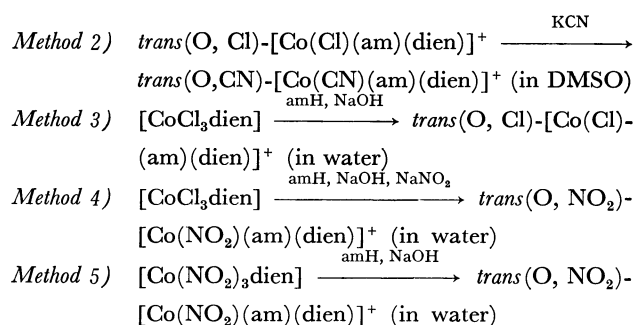 Method 2) trans(O, Cl)-[Co(Cl)(am)(dien)]⁺ KCN
trans(O,CN)-[Co(CN)(am)(dien)]⁺ (in DMSO)
Method 3) [CoCl₃dien] amH, NaOH trans(O, Cl)-[Co(Cl)-
(am)(dien)]⁺ (in water)
Method 4) [CoCl₃dien] amH, NaOH, NaNO₂ trans(O, NO₂)-
[Co(NO₂)(am)(dien)]⁺ (in water)
Method 5) [Co(NO₂)₃dien] amH, NaOH trans(O, NO₂)-
[Co(NO₂)(am)(dien)]⁺ (in water)